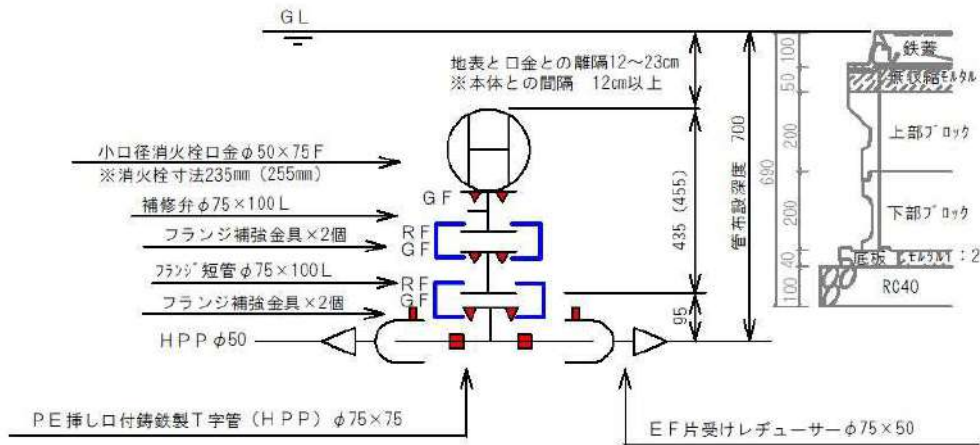 GL
地表と口金との離隔12～23cm
※本体との間隔 12cm以上
小口径消火栓口金φ50×75F
※消火栓寸法235mm (255mm)
GF
補修弁φ75×100L
RF
フランジ補強金具×2個
GF
フランジ短管φ75×100L
RF
GF
フランジ補強金具×2個
HPPφ50
PE挿し口付鋳鉄製T字管(HPP)φ75×75
EF片受けレデューサーφ75×50
435 (455)
95
管布設深度 700
690
100
50
200
200
40
100
鉄蓋
無収縮モルタル
上部ブロック
下部ブロック
底板
モルタル1:2
RC40